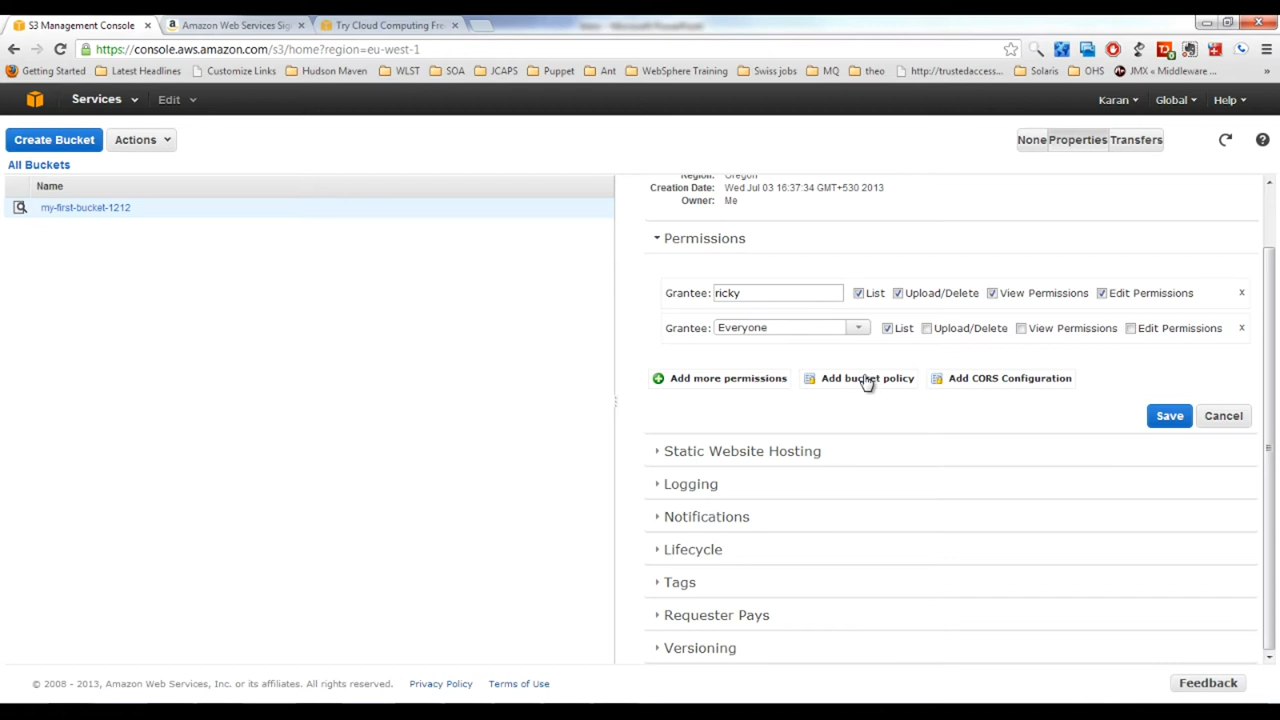 S3 Management Console
Amazon Web Services Sig
Try Cloud Computing Fre
https://console.aws.amazon.com/s3/home?region=eu-west-1
Getting Started
Latest Headlines
Customize Links
Hudson Maven
WLST
SOA
JCAPS
Puppet
Ant
WebSphere Training
Swiss jobs
MQ
theo
http://trustedaccess...
Solaris
OHS
JMX « Middleware ...
Services
Edit
Karan
Global
Help
Create Bucket
Actions
None
Properties
Transfers
All Buckets
Name
my-first-bucket-1212
Region: Oregon
Creation Date: Wed Jul 03 16:37:34 GMT+530 2013
Owner: Me
Permissions
Grantee: ricky List Upload/Delete View Permissions Edit Permissions x
Grantee: Everyone List Upload/Delete View Permissions Edit Permissions x
Add more permissions
Add bucket policy
Add CORS Configuration
Save
Cancel
Static Website Hosting
Logging
Notifications
Lifecycle
Tags
Requester Pays
Versioning
© 2008 - 2013, Amazon Web Services, Inc. or its affiliates. All rights reserved.
Privacy Policy
Terms of Use
Feedback